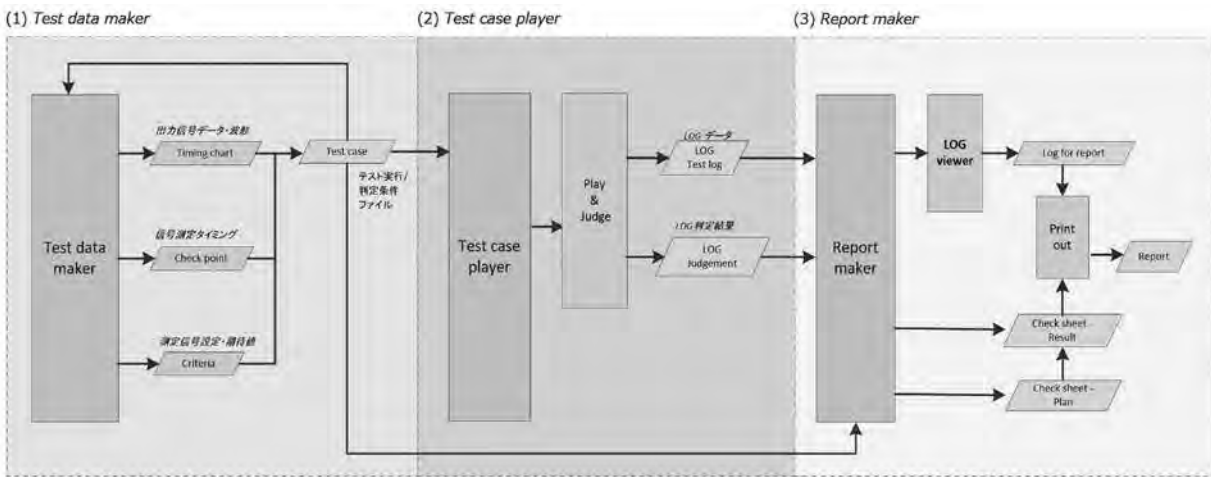 (1) Test data maker
(2) Test case player
(3) Report maker
出力信号データ・波形
Timing chart
Test case
テスト実行/
判定条件
ファイル
Test data
maker
信号測定タイミング
Check point
測定信号設定・期待値
Criteria
Test case
player
Play
&
Judge
LOG データ
LOG
Test log
LOG 判定結果
LOG
Judgement
Report
maker
LOG
viewer
Log for report
Print
out
Report
Check sheet –
Result
Check sheet –
Plan